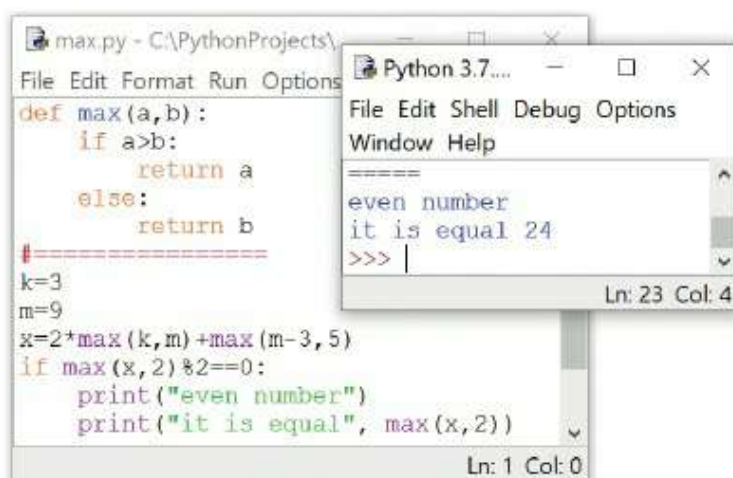 max.py - C:\PythonProjects\
File Edit Format Run Options
def max(a,b):
    if a>b:
        return a
    else:
        return b
#================
k=3
m=9
x=2*max(k,m)+max(m-3,5)
if max(x,2)%2==0:
    print("even number")
    print("it is equal", max(x,2))
Ln: 1 Col: 0
Python 3.7....
File Edit Shell Debug Options
Window Help
=====
even number
it is equal 24
>>>
Ln: 23 Col: 4